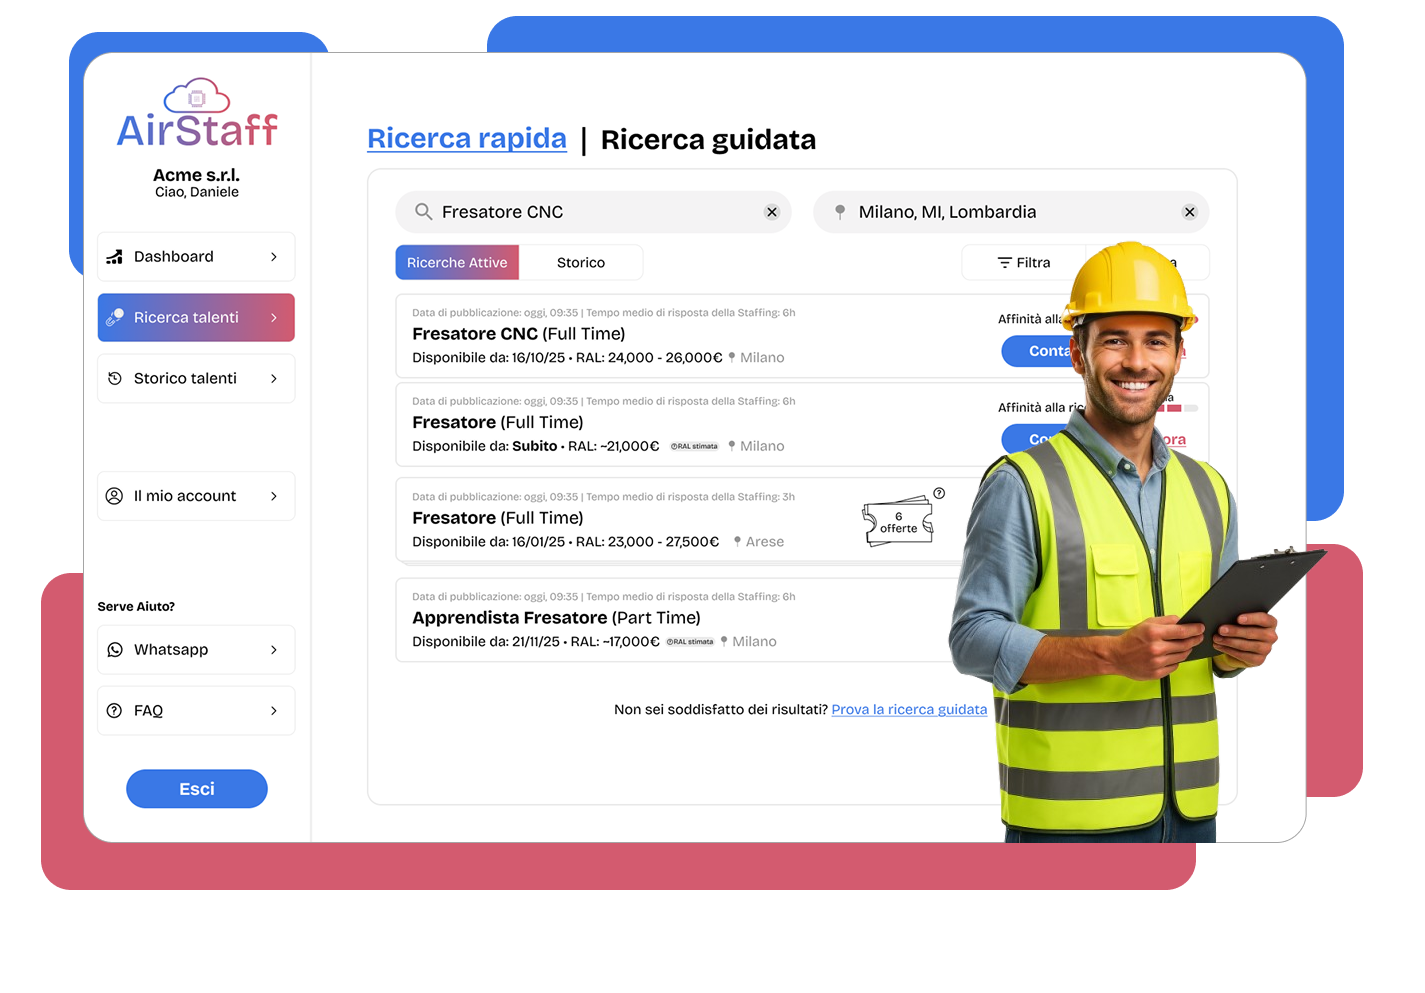 AirStaff
Acme s.r.l.
Ciao, Daniele
Dashboard
Ricerca talenti
Storico talenti
Il mio account
Serve Aiuto?
Whatsapp
FAQ
Esci
Ricerca rapida | Ricerca guidata
Fresatore CNC
Milano, MI, Lombardia
Ricerche Attive
Storico
Filtra
Data di pubblicazione: oggi, 09:35 | Tempo medio di risposta della Staffing: 6h
Fresatore CNC (Full Time)
Disponibile da: 16/10/25 • RAL: 24,000 - 26,000€ Milano
Affinità
Data di pubblicazione: oggi, 09:35 | Tempo medio di risposta della Staffing: 6h
Fresatore (Full Time)
Disponibile da: Subito • RAL: ~21,000€ RAL stimata Milano
Affinità alla
Data di pubblicazione: oggi, 09:35 | Tempo medio di risposta della Staffing: 3h
Fresatore (Full Time)
Disponibile da: 16/01/25 • RAL: 23,000 - 27,500€ Arese
6
offerte
Data di pubblicazione: oggi, 09:35 | Tempo medio di risposta della Staffing: 6h
Apprendista Fresatore (Part Time)
Disponibile da: 21/11/25 • RAL: ~17,000€ RAL stimata Milano
Non sei soddisfatto dei risultati? Prova la ricerca guidata